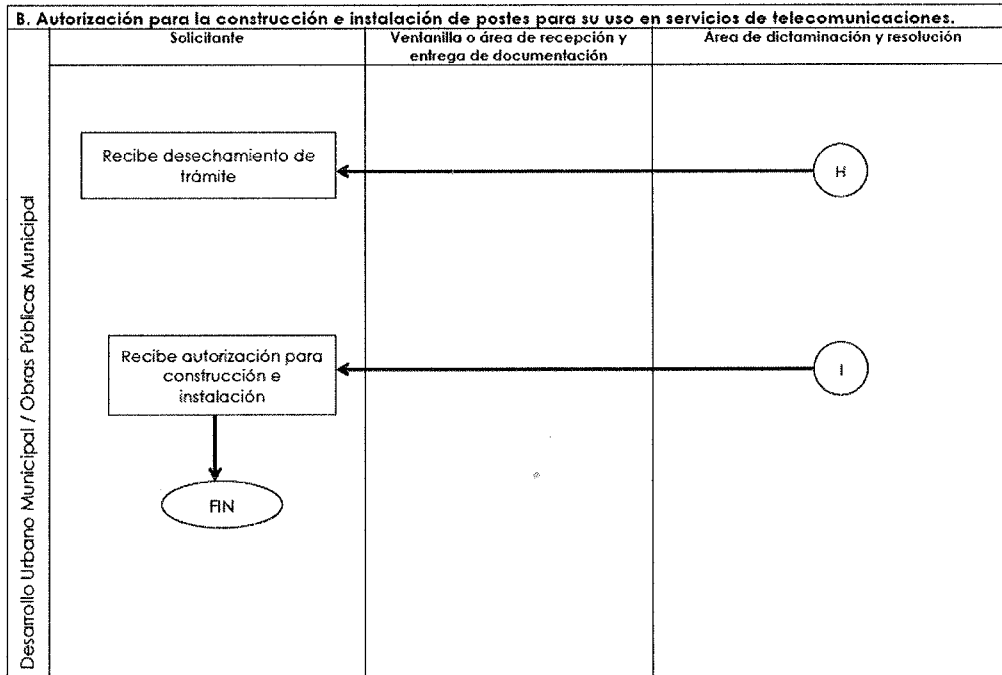 B. Autorización para la construcción e instalación de postes para su uso en servicios de telecomunicaciones.
Solicitante
Ventanilla o área de recepción y
entrega de documentación
Área de dictaminación y resolución
Desarrollo Urbano Municipal / Obras Públicas Municipal
Recibe desechamiento de
trámite
H
Recibe autorización para
construcción e
instalación
I
FIN